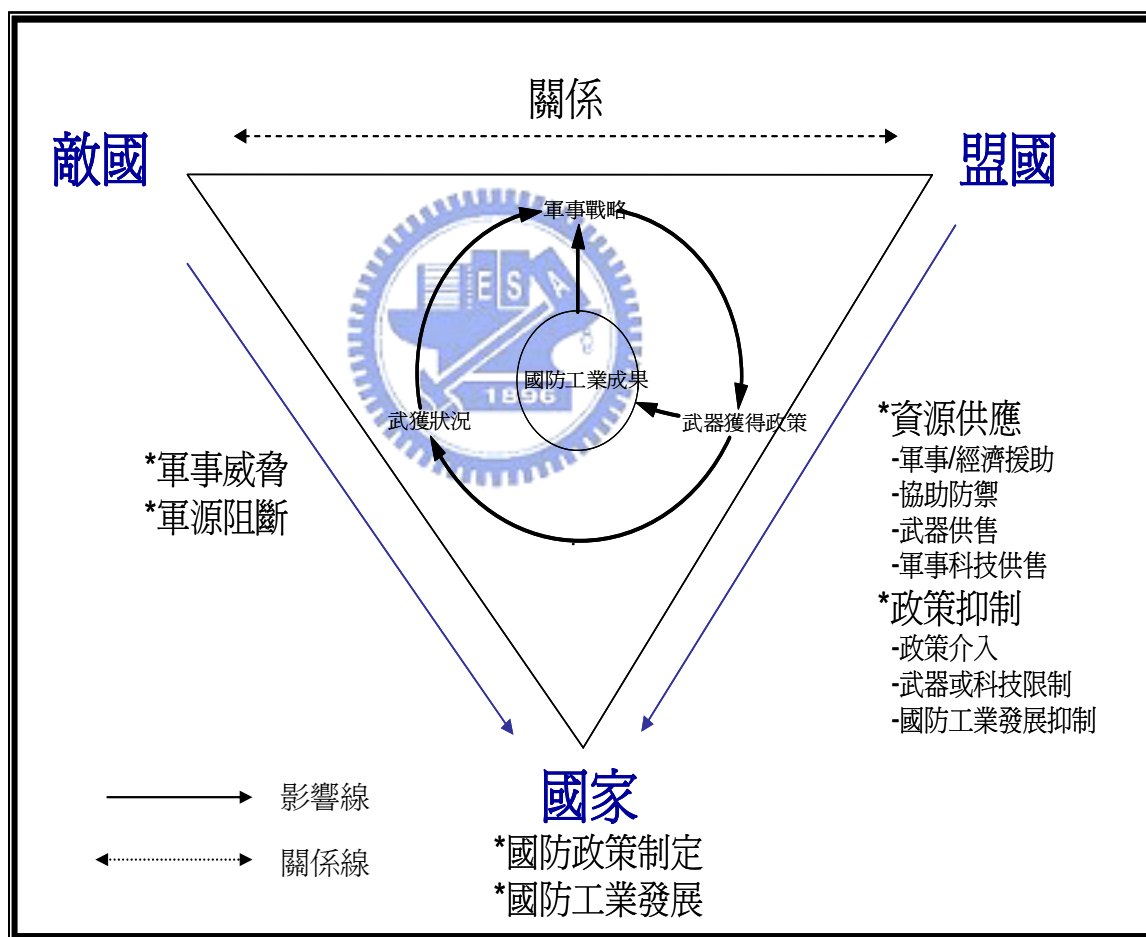 關係
敵國
盟國
軍事戰略
E S A
國防工業成果
1896
武獲狀況
武器獲得政策
*軍事威脅
*軍源阻斷
*資源供應
-軍事/經濟援助
-協助防禦
-武器供售
-軍事科技供售
*政策抑制
-政策介入
-武器或科技限制
-國防工業發展抑制
國家
*國防政策制定
*國防工業發展
影響線
關係線